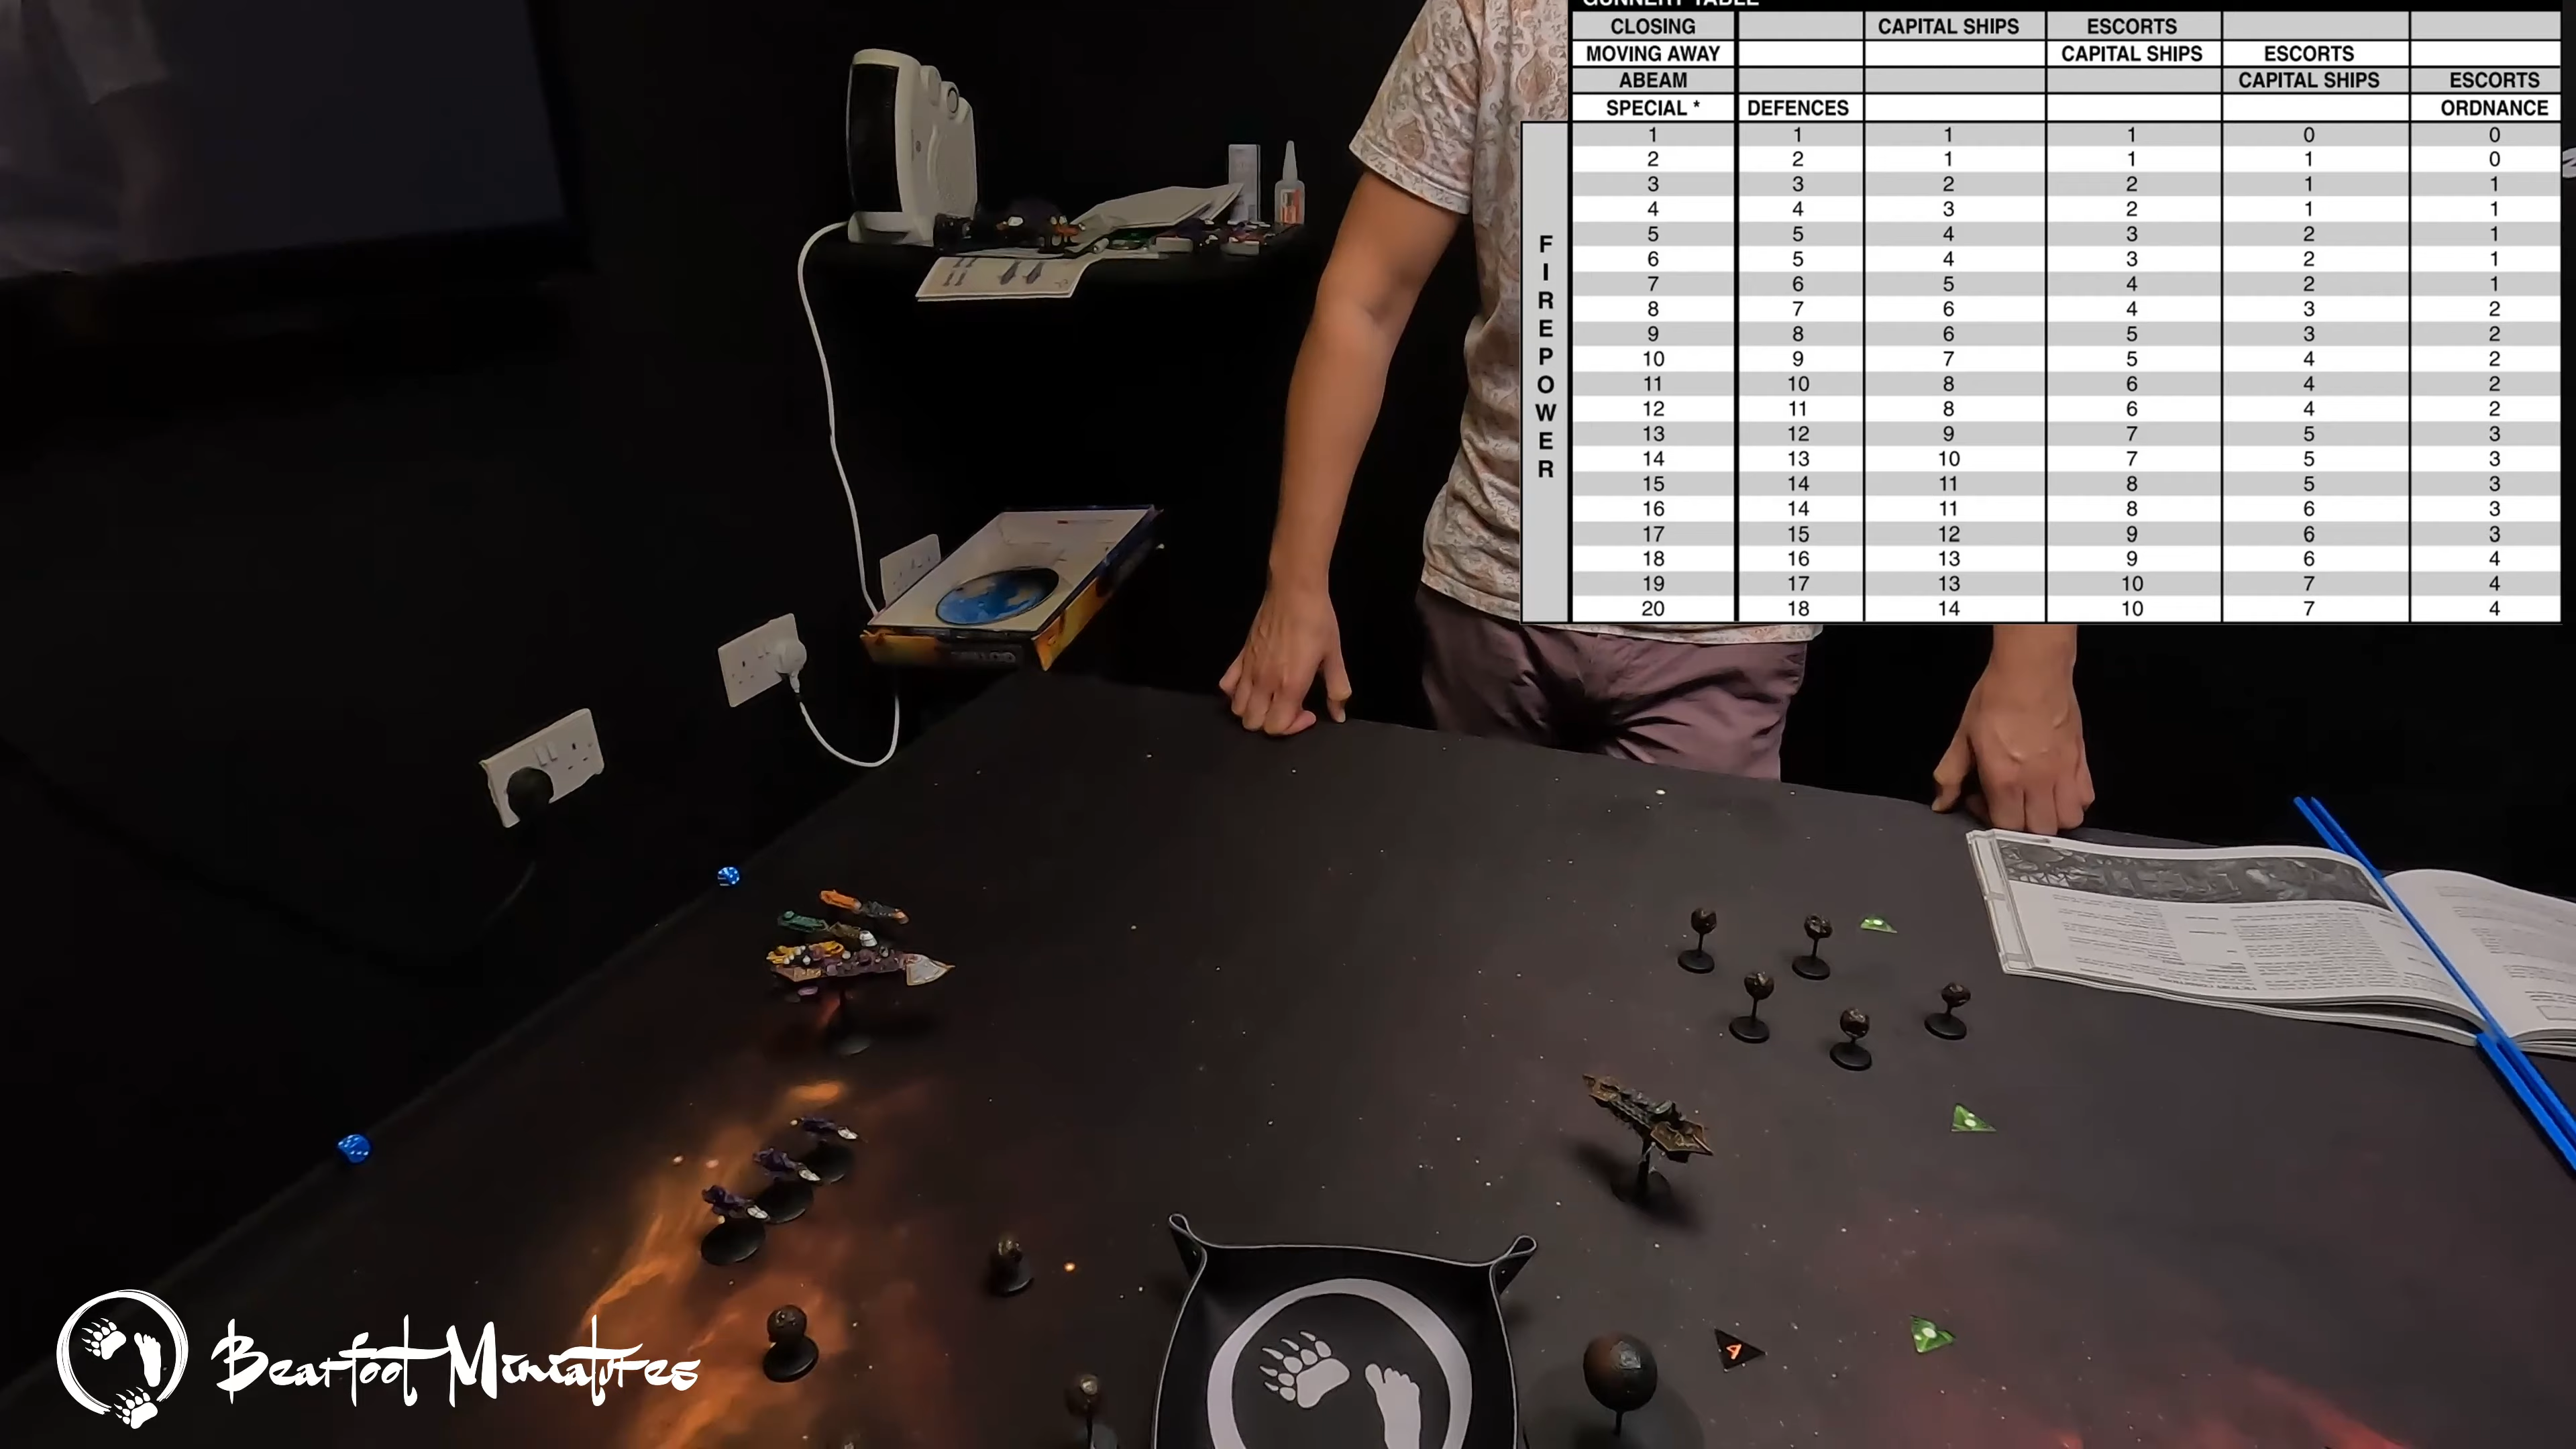 GUNNERY TABLE
CLOSING CAPITAL SHIPS ESCORTS
MOVING AWAY CAPITAL SHIPS ESCORTS
ABEAM CAPITAL SHIPS ESCORTS
SPECIAL * DEFENCES ORDNANCE
FIREPOWER
1 1 1 1 0 0
2 2 1 1 1 0
3 3 2 2 1 1
4 4 3 2 1 1
5 5 4 3 2 1
6 5 4 3 2 1
7 6 5 4 2 1
8 7 6 4 3 2
9 8 6 5 3 2
10 9 7 5 4 2
11 10 8 6 4 2
12 11 8 6 4 2
13 12 9 7 5 3
14 13 10 7 5 3
15 14 11 8 5 3
16 14 11 8 6 3
17 15 12 9 6 3
18 16 13 9 6 4
19 17 13 10 7 4
20 18 14 10 7 4
Bearfoot Miniatures